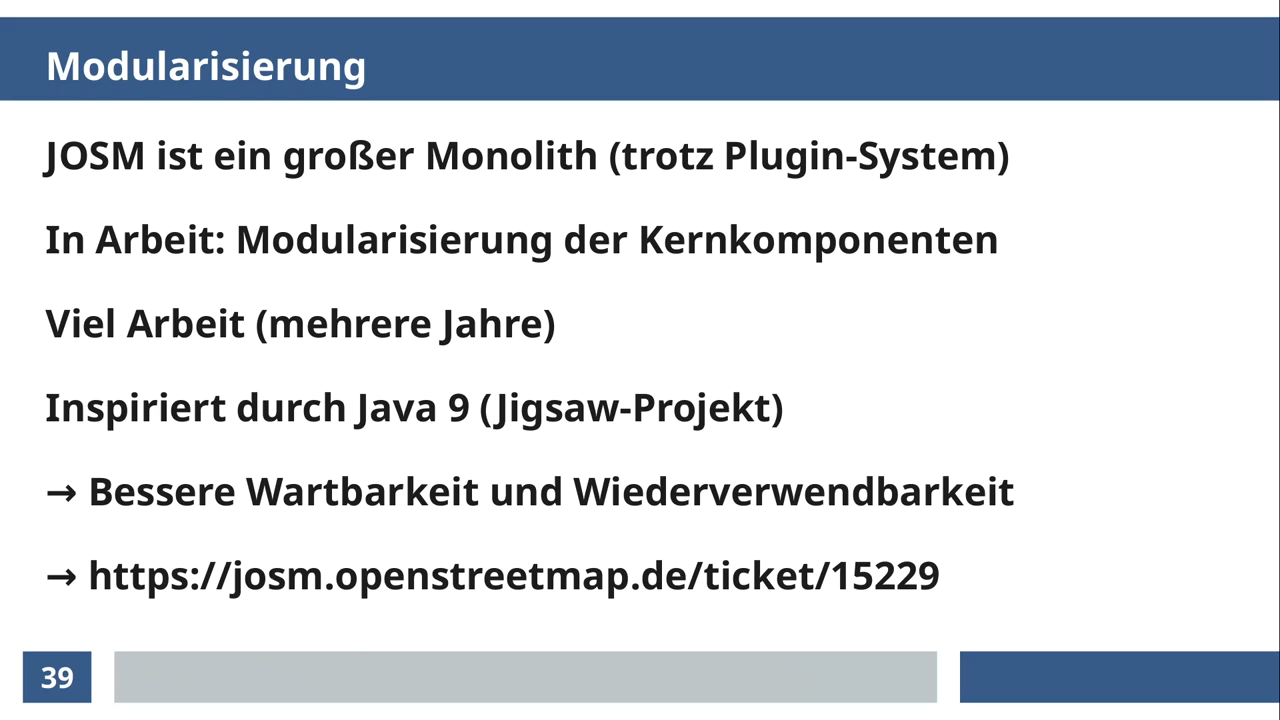 Modularisierung
JOSM ist ein großer Monolith (trotz Plugin-System)
In Arbeit: Modularisierung der Kernkomponenten
Viel Arbeit (mehrere Jahre)
Inspiriert durch Java 9 (Jigsaw-Projekt)
→ Bessere Wartbarkeit und Wiederverwendbarkeit
→ https://josm.openstreetmap.de/ticket/15229
39